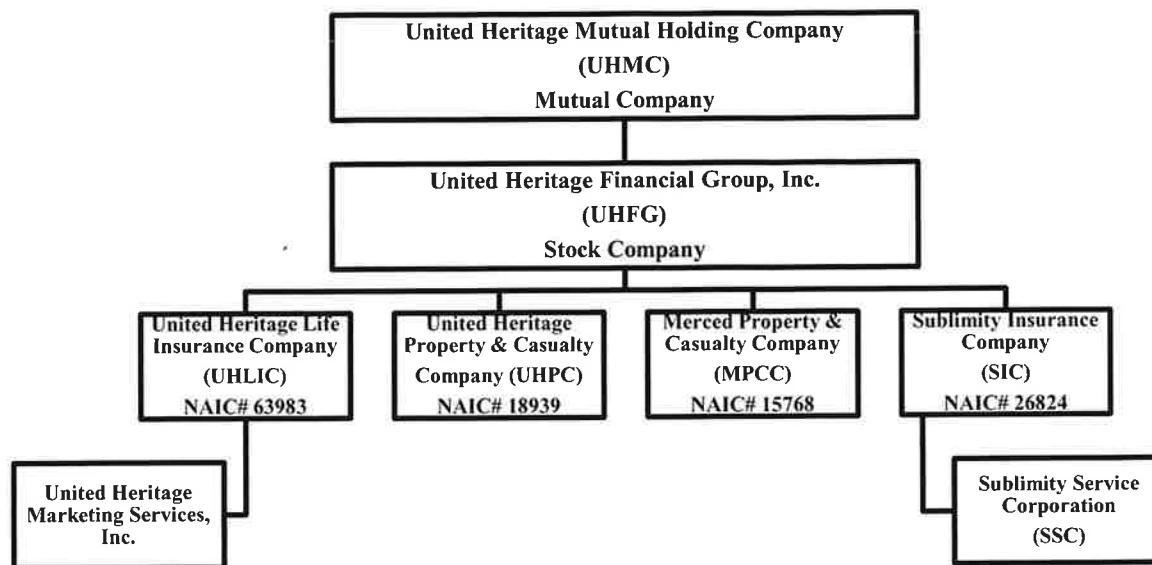 United Heritage Mutual Holding Company
(UHMC)
Mutual Company
United Heritage Financial Group, Inc.
(UHFG)
Stock Company
United Heritage Life
Insurance Company
(UHLIC)
NAIC# 63983
United Heritage
Property & Casualty
Company (UHPC)
NAIC# 18939
Merced Property &
Casualty Company
(MPCC)
NAIC# 15768
Sublimity Insurance
Company
(SIC)
NAIC# 26824
United Heritage
Marketing Services,
Inc.
Sublimity Service
Corporation
(SSC)